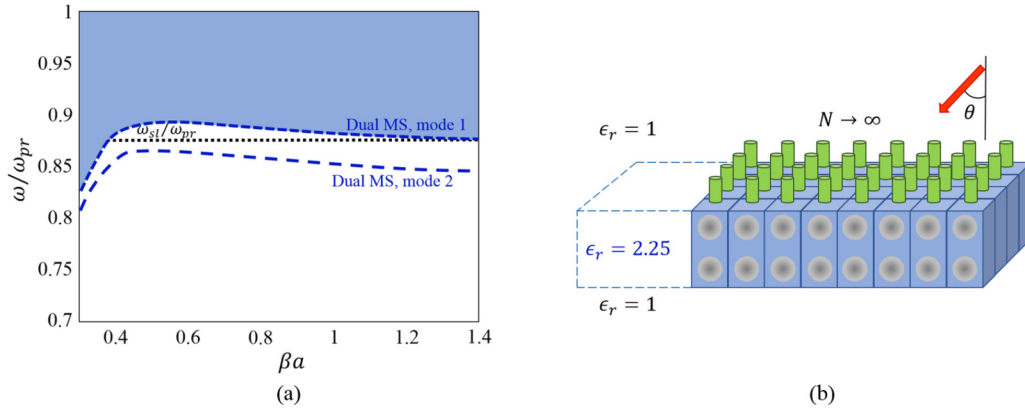 1
0.95
0.9
0.85
0.8
0.75
0.7
ω/ω_pr
ω_sl/ω_pr
Dual MS, mode 1
Dual MS, mode 2
0.4 0.6 0.8 1 1.2 1.4
βa
(a)
θ
N → ∞
ϵ_r = 1
ϵ_r = 2.25
ϵ_r = 1
(b)